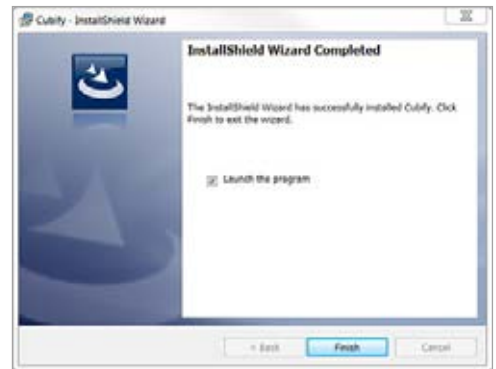 Cubify - InstallShield Wizard
InstallShield Wizard Completed
The InstallShield Wizard has successfully installed Cubify. Click
Finish to exit the wizard.
Launch the program
< Back
Finish
Cancel